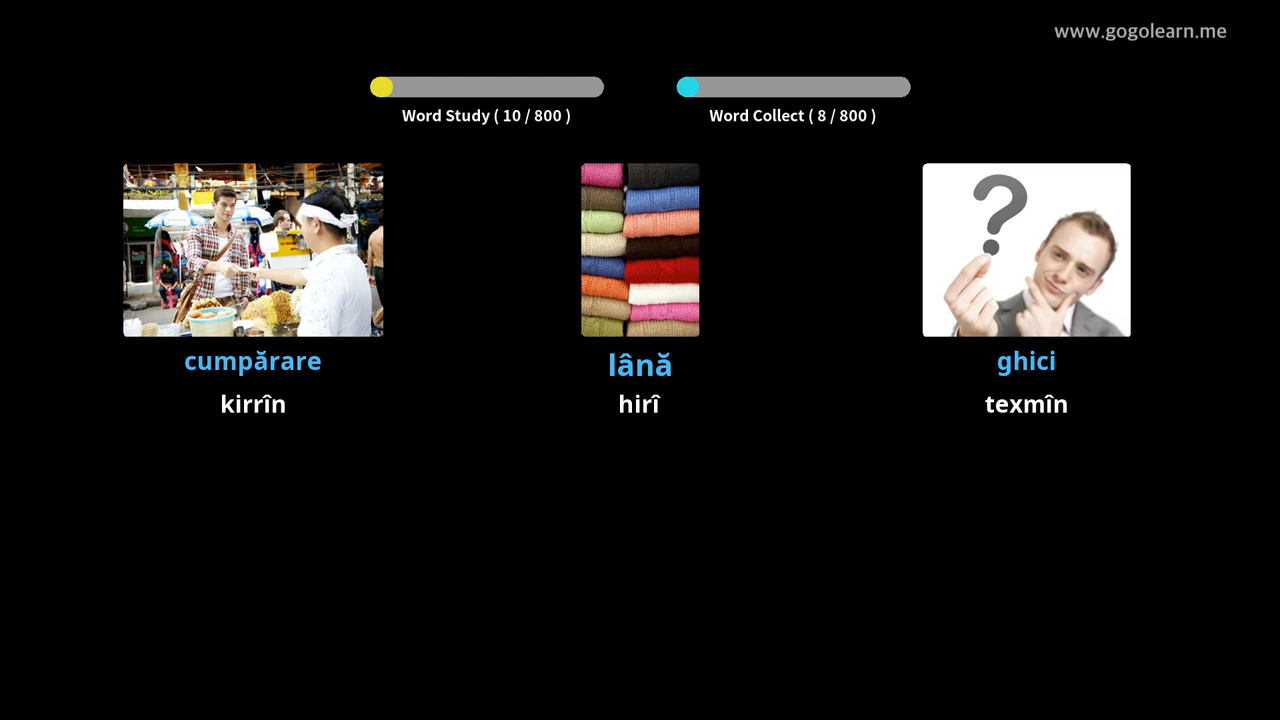 www.gogolearn.me
Word Study ( 10 / 800 )
Word Collect ( 8 / 800 )
cumpărare
lână
ghici
kirrîn
hirî
texmîn